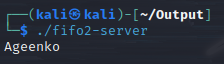 ┌──(kali㉿kali)-[~/Output]
└─$ ./fifo2-server
Ageenko